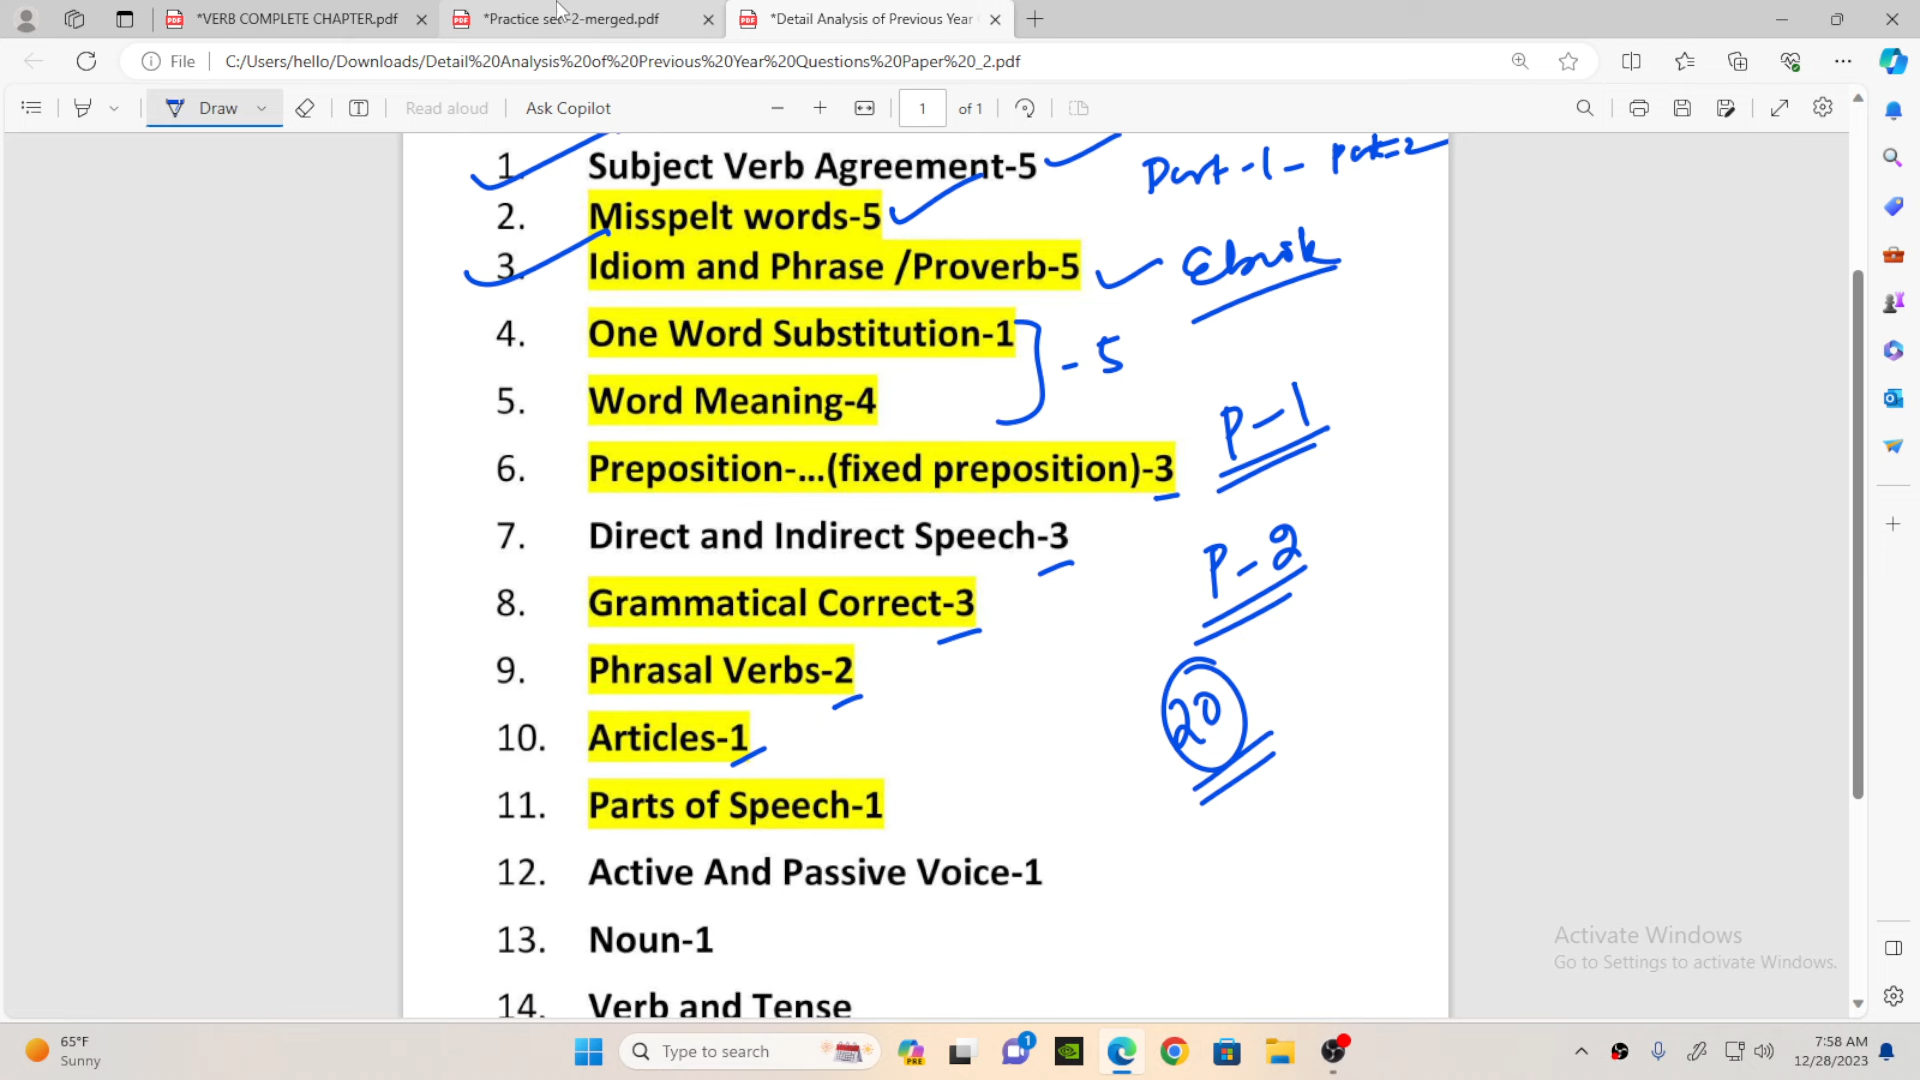 *VERB COMPLETE CHAPTER.pdf
*Practice set-2-merged.pdf
*Detail Analysis of Previous Year
File
C:/Users/hello/Downloads/Detail%20Analysis%20of%20Previous%20Year%20Questions%20Paper%20_2.pdf
Draw
Read aloud
Ask Copilot
1 of 1
1. Subject Verb Agreement-5
Part-1- Part-2
2. Misspelt words-5
3. Idiom and Phrase /Proverb-5
Ebook
4. One Word Substitution-1
- 5
5. Word Meaning-4
P-1
6. Preposition-...(fixed preposition)-3
7. Direct and Indirect Speech-3
P-2
8. Grammatical Correct-3
9. Phrasal Verbs-2
20
10. Articles-1
11. Parts of Speech-1
12. Active And Passive Voice-1
13. Noun-1
14. Verb and Tense
Activate Windows
Go to Settings to activate Windows.
65°F
Sunny
Type to search
PRE
1
7:58 AM
12/28/2023